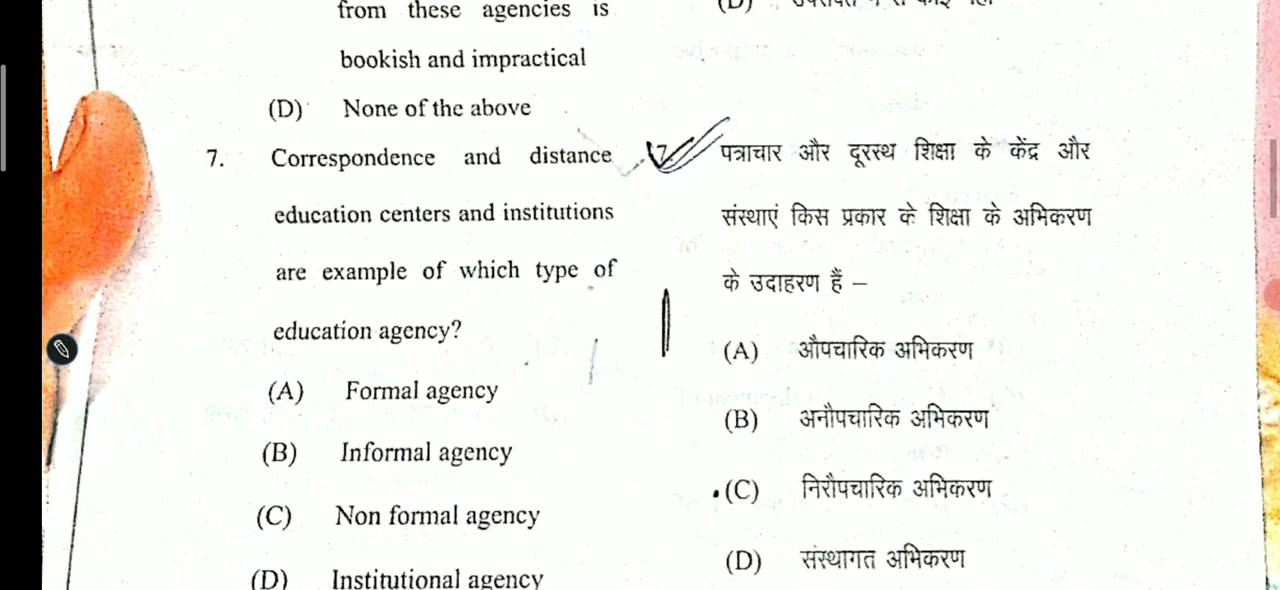 from these agencies is
bookish and impractical
(D) None of the above
7. Correspondence and distance
education centers and institutions
are example of which type of
education agency?
(A) Formal agency
(B) Informal agency
(C) Non formal agency
(D) Institutional agency
(D)
7. पत्राचार और दूरस्थ शिक्षा के केंद्र और
संस्थाएं किस प्रकार के शिक्षा के अभिकरण
के उदाहरण हैं –
(A) औपचारिक अभिकरण
(B) अनौपचारिक अभिकरण
(C) निरौपचारिक अभिकरण
(D) संस्थागत अभिकरण